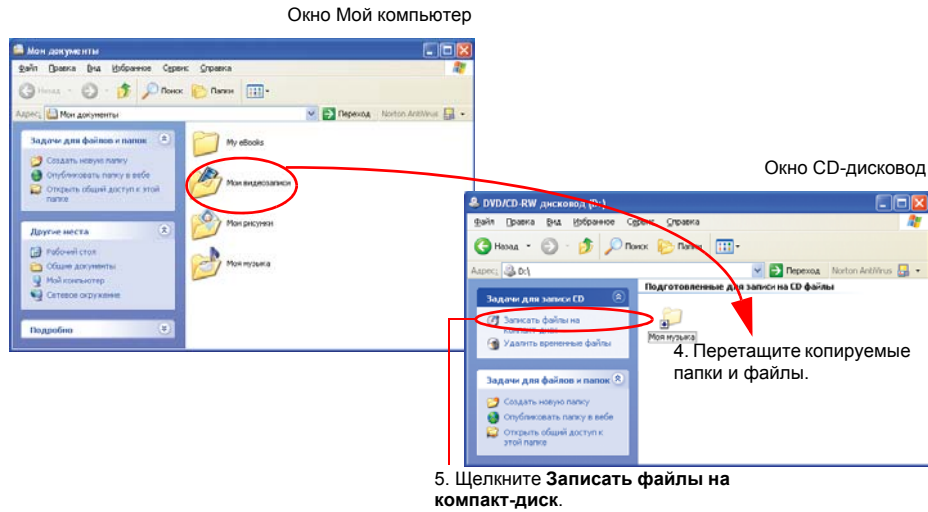 Окно Мой компьютер
Мои документы
Файл Правка Вид Избранное Сервис Справка
Назад Поиск Папки
Адрес: Мои документы Переход Norton AntiVirus
Задачи для файлов и папок
Создать новую папку
Опубликовать папку в вебе
Открыть общий доступ к этой
папке
Другие места
Рабочий стол
Общие документы
Мой компьютер
Сетевое окружение
Подробно
My eBooks
Мои видеозаписи
Мои рисунки
Моя музыка
Окно CD-дисковод
DVD/CD-RW дисковод (D:)
Файл Правка Вид Избранное Сервис Справка
Назад Поиск Папки
Адрес: D:\ Переход Norton AntiVirus
Задачи для записи CD
Записать файлы на
компакт-диск
Удалить временные файлы
Задачи для файлов и папок
Создать новую папку
Опубликовать папку в вебе
Открыть общий доступ к
этой папке
Подготовленные для записи на CD файлы
Моя музыка
4. Перетащите копируемые
папки и файлы.
5. Щелкните Записать файлы на
компакт-диск.